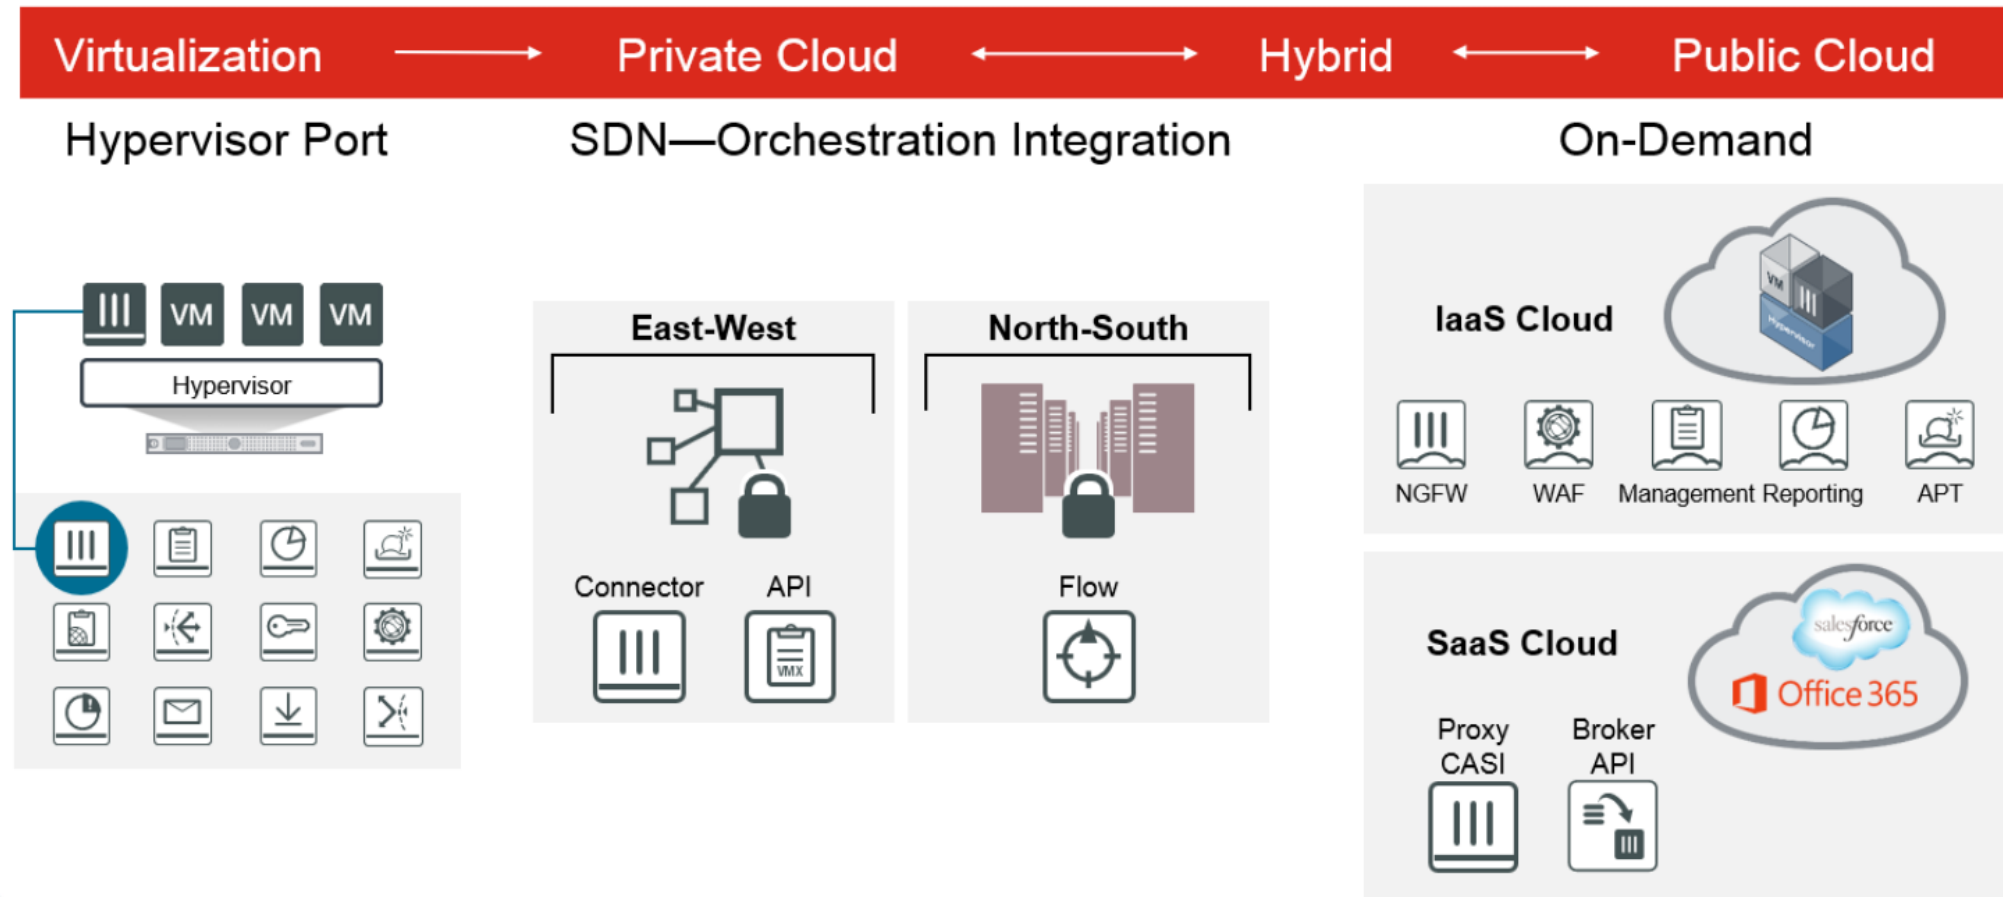 Virtualization
Private Cloud
Hybrid
Public Cloud
Hypervisor Port
SDN—Orchestration Integration
On-Demand
VM
VM
VM
Hypervisor
East-West
North-South
Connector
API
VMX
Flow
IaaS Cloud
VM
Hypervisor
NGFW
WAF
Management
Reporting
APT
SaaS Cloud
salesforce
Office 365
Proxy
CASI
Broker
API